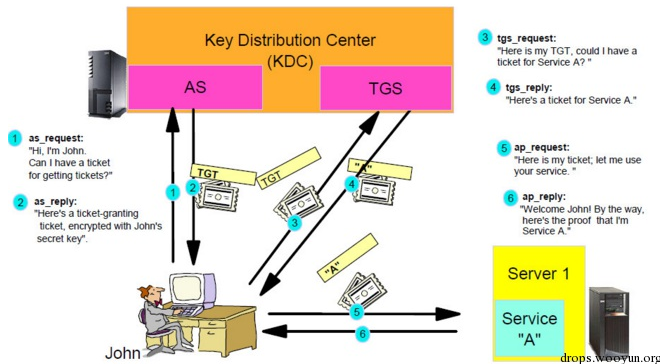 Key Distribution Center
(KDC)
AS
TGS
1 as_request:
"Hi, I'm John.
Can I have a ticket
for getting tickets?"
2 as_reply:
"Here's a ticket-granting
ticket, encrypted with John's
secret key".
3 tgs_request:
"Here is my TGT, could I have a
ticket for Service A? "
4 tgs_reply:
"Here's a ticket for Service A."
5 ap_request:
"Here is my ticket; let me use
your service. "
6 ap_reply:
"Welcome John! By the way,
here's the proof that I'm
Service A."
TGT
TGT
"A"
1
2
3
4
"A"
5
6
John
Server 1
Service
"A"
drops.wooyun.org